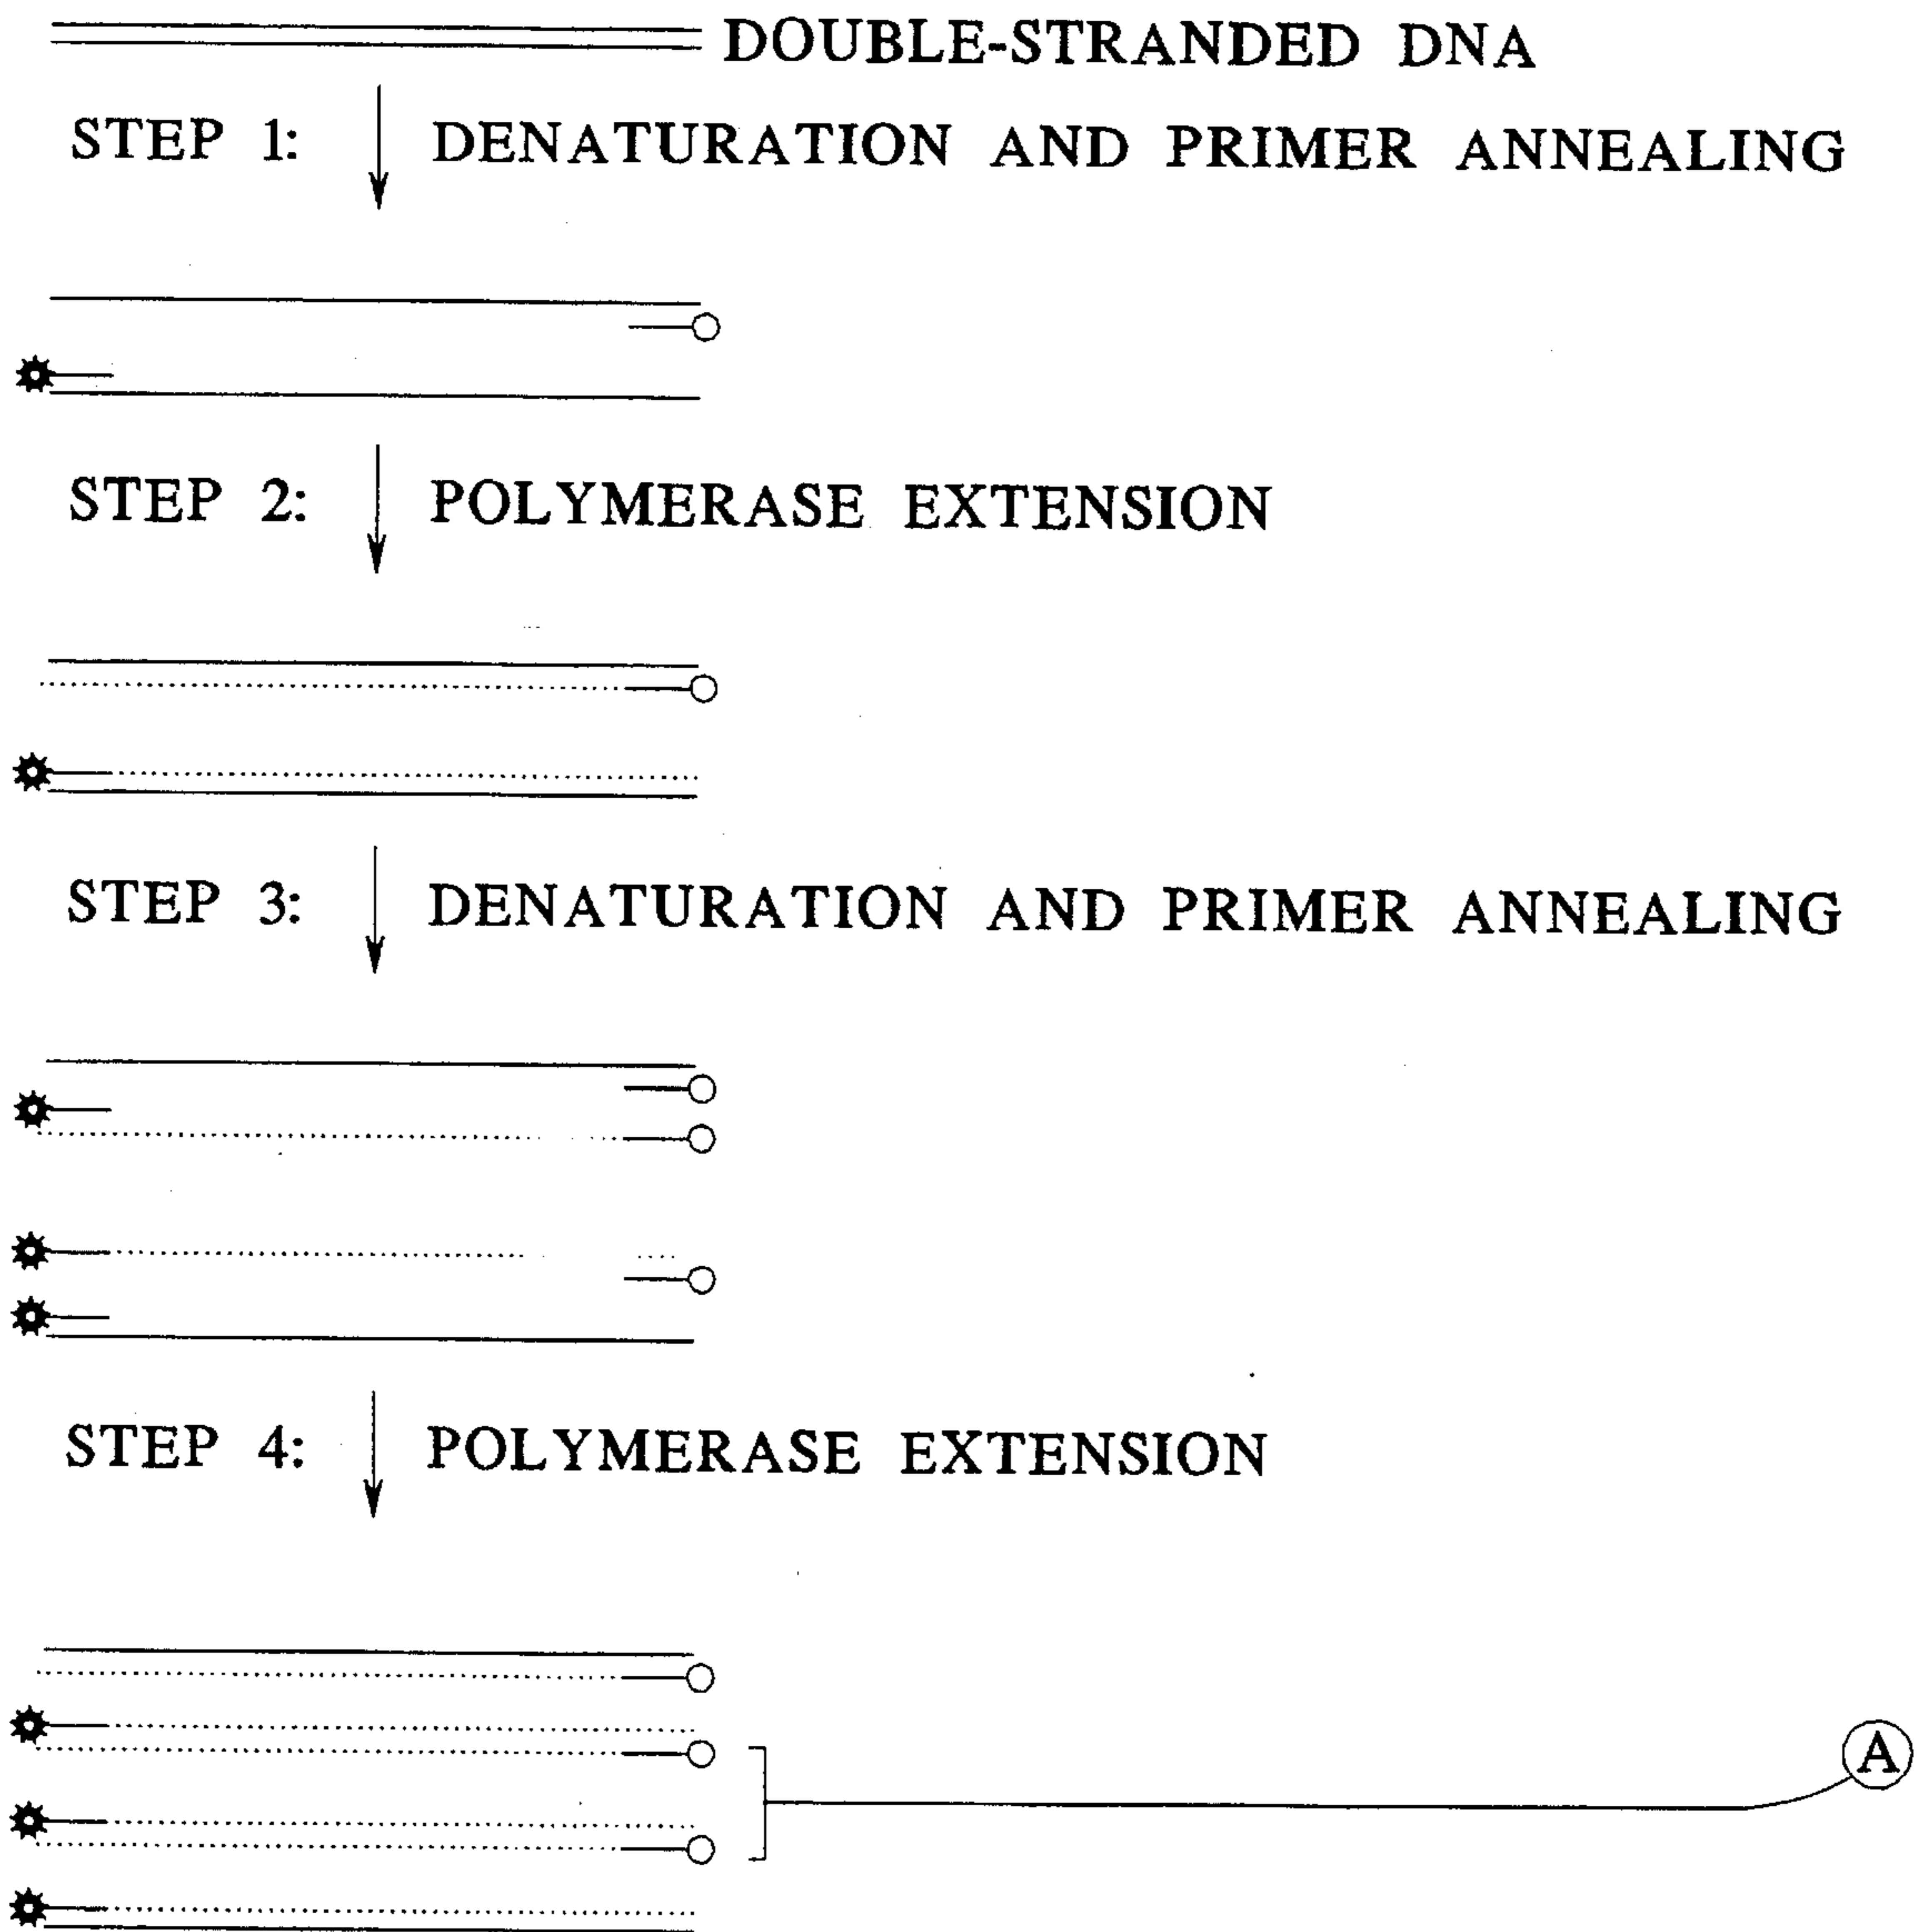 DOUBLE-STRANDED DNA
STEP 1: DENATURATION AND PRIMER ANNEALING
STEP 2: POLYMERASE EXTENSION
STEP 3: DENATURATION AND PRIMER ANNEALING
STEP 4: POLYMERASE EXTENSION
A